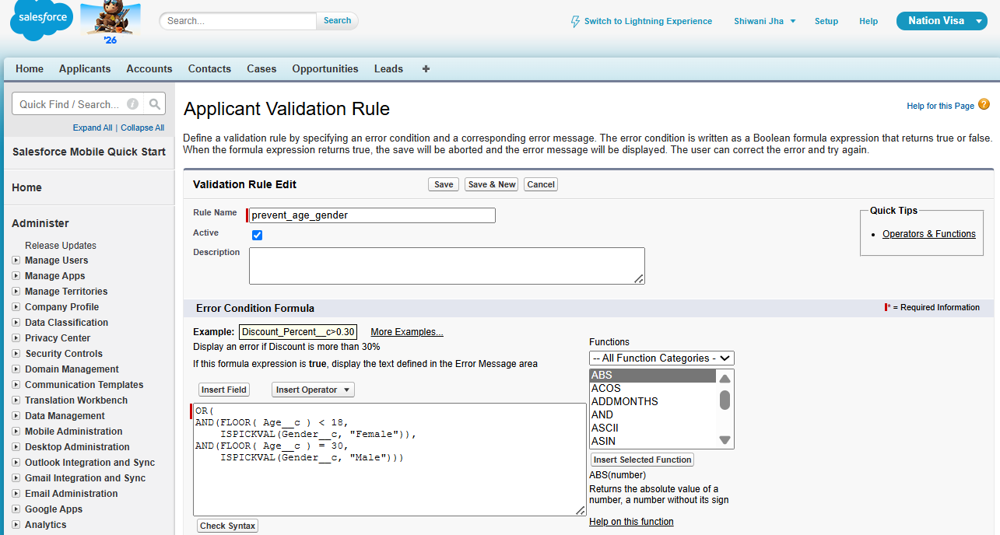 salesforce
'26
Search...
Search
Switch to Lightning Experience
Shiwani Jha
Setup
Help
Nation Visa
Home
Applicants
Accounts
Contacts
Cases
Opportunities
Leads
+
Quick Find / Search...
Expand All | Collapse All
Salesforce Mobile Quick Start
Home
Administer
Release Updates
Manage Users
Manage Apps
Manage Territories
Company Profile
Data Classification
Privacy Center
Security Controls
Domain Management
Communication Templates
Translation Workbench
Data Management
Mobile Administration
Desktop Administration
Outlook Integration and Sync
Gmail Integration and Sync
Email Administration
Google Apps
Analytics
Applicant Validation Rule
Help for this Page
Define a validation rule by specifying an error condition and a corresponding error message. The error condition is written as a Boolean formula expression that returns true or false.
When the formula expression returns true, the save will be aborted and the error message will be displayed. The user can correct the error and try again.
Validation Rule Edit
Save
Save & New
Cancel
Rule Name
prevent_age_gender
Active
Description
Quick Tips
Operators & Functions
Error Condition Formula
* = Required Information
Example: Discount_Percent__c>0.30 More Examples...
Display an error if Discount is more than 30%
If this formula expression is true, display the text defined in the Error Message area
Insert Field
Insert Operator
OR(
AND(FLOOR( Age__c ) < 18,
ISPICKVAL(Gender__c, "Female")),
AND(FLOOR( Age__c ) = 30,
ISPICKVAL(Gender__c, "Male")))
Check Syntax
Functions
-- All Function Categories -
ABS
ACOS
ADDMONTHS
AND
ASCII
ASIN
Insert Selected Function
ABS(number)
Returns the absolute value of a
number, a number without its sign
Help on this function